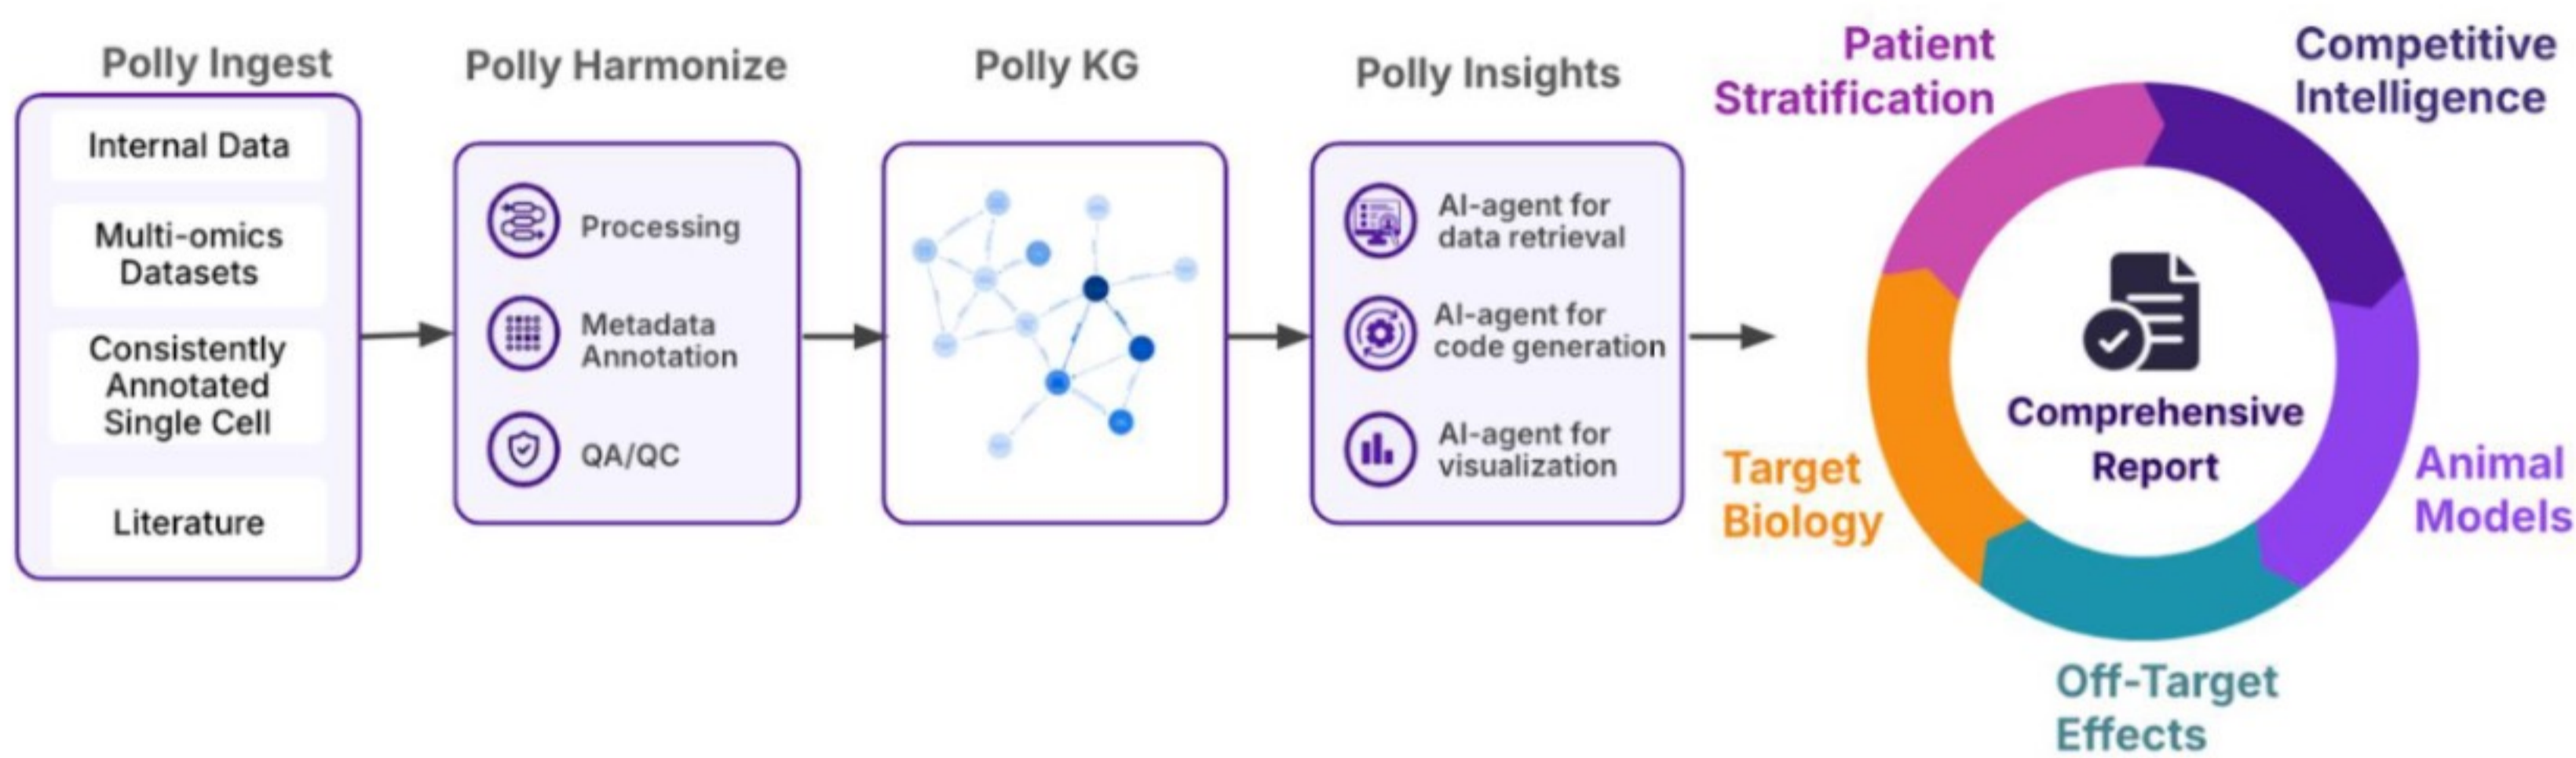 Polly Ingest
Internal Data
Multi-omics
Datasets
Consistently
Annotated
Single Cell
Literature
Polly Harmonize
Processing
Metadata
Annotation
QA/QC
Polly KG
Polly Insights
AI-agent for
data retrieval
AI-agent for
code generation
AI-agent for
visualization
Patient
Stratification
Competitive
Intelligence
Target
Biology
Comprehensive
Report
Animal
Models
Off-Target
Effects